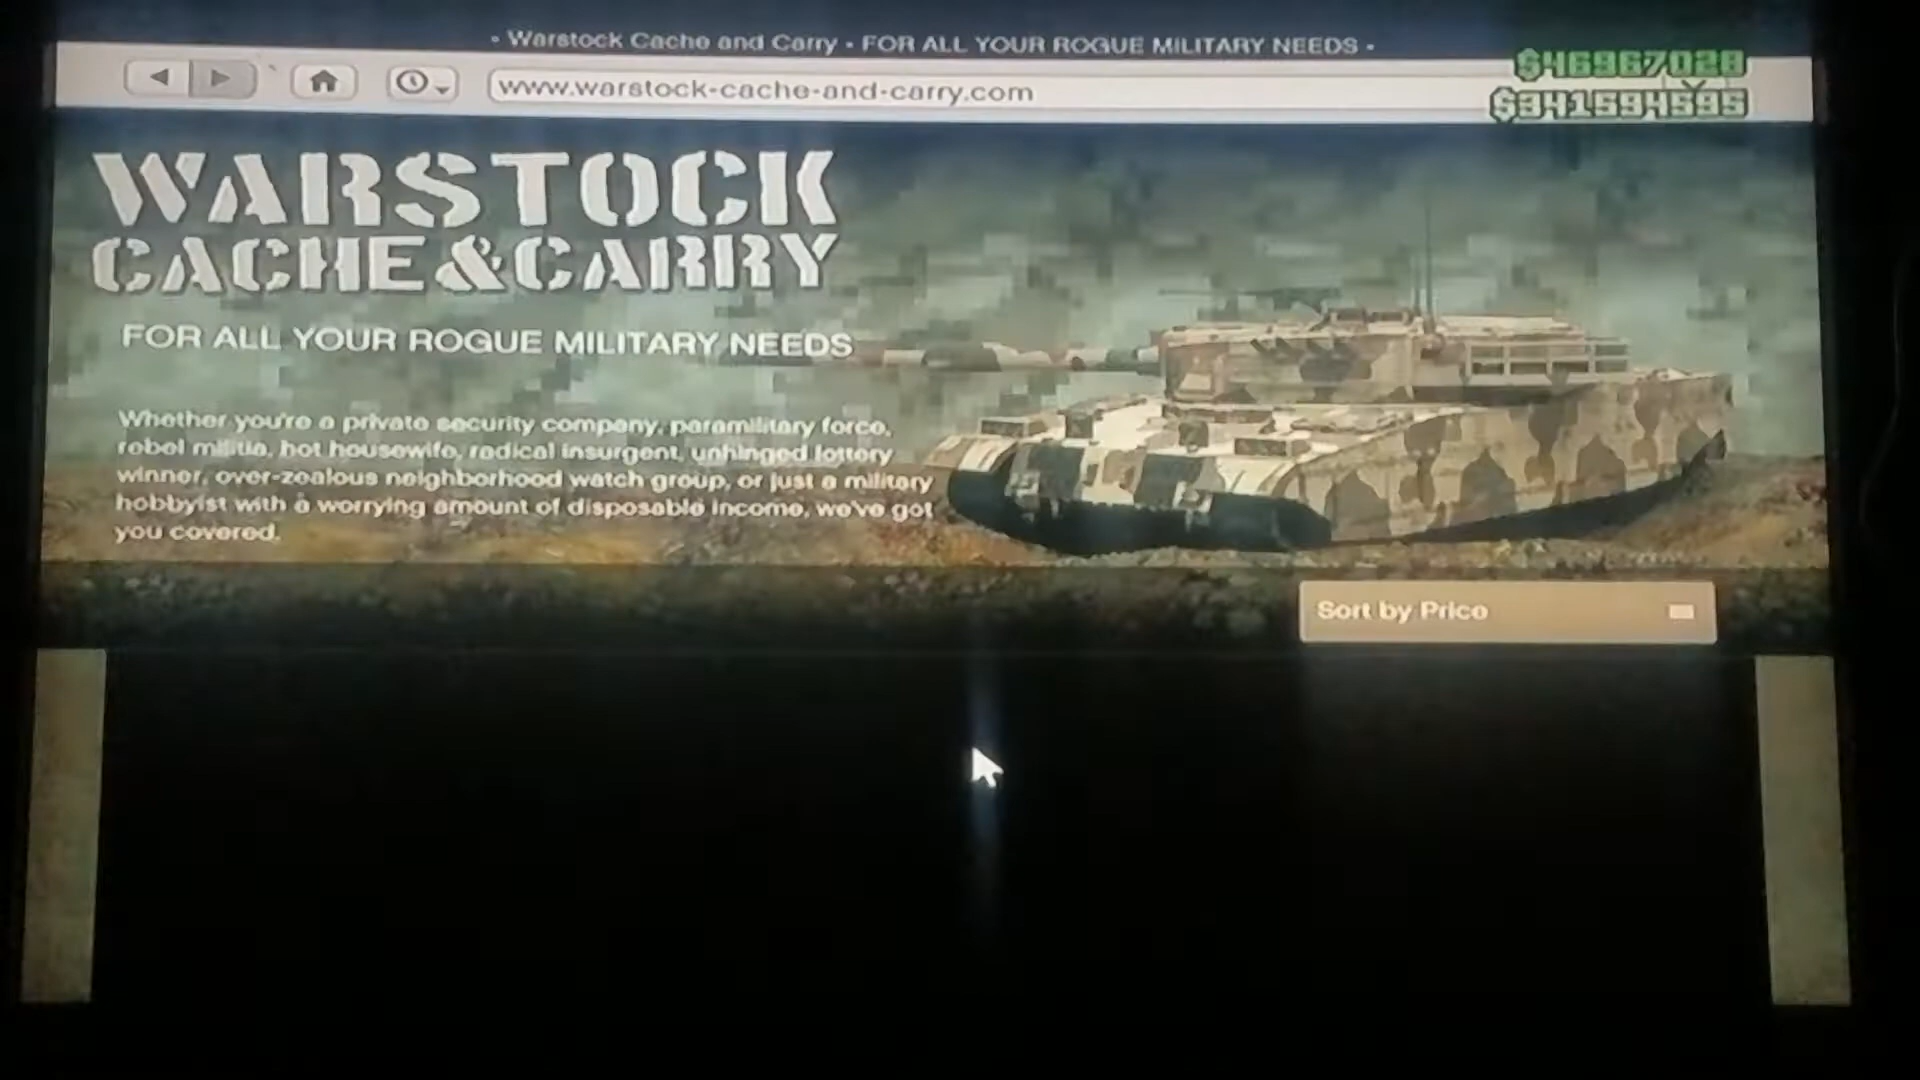 • Warstock Cache and Carry • FOR ALL YOUR ROGUE MILITARY NEEDS •
www.warstock-cache-and-carry.com
$46967028
$341594595
WARSTOCK
CACHE&CARRY
FOR ALL YOUR ROGUE MILITARY NEEDS
Whether you're a private security company, paramilitary force,
rebel militia, hot housewife, radical insurgent, unhinged lottery
winner, over-zealous neighborhood watch group, or just a military
hobbyist with a worrying amount of disposable income, we've got
you covered.
Sort by Price